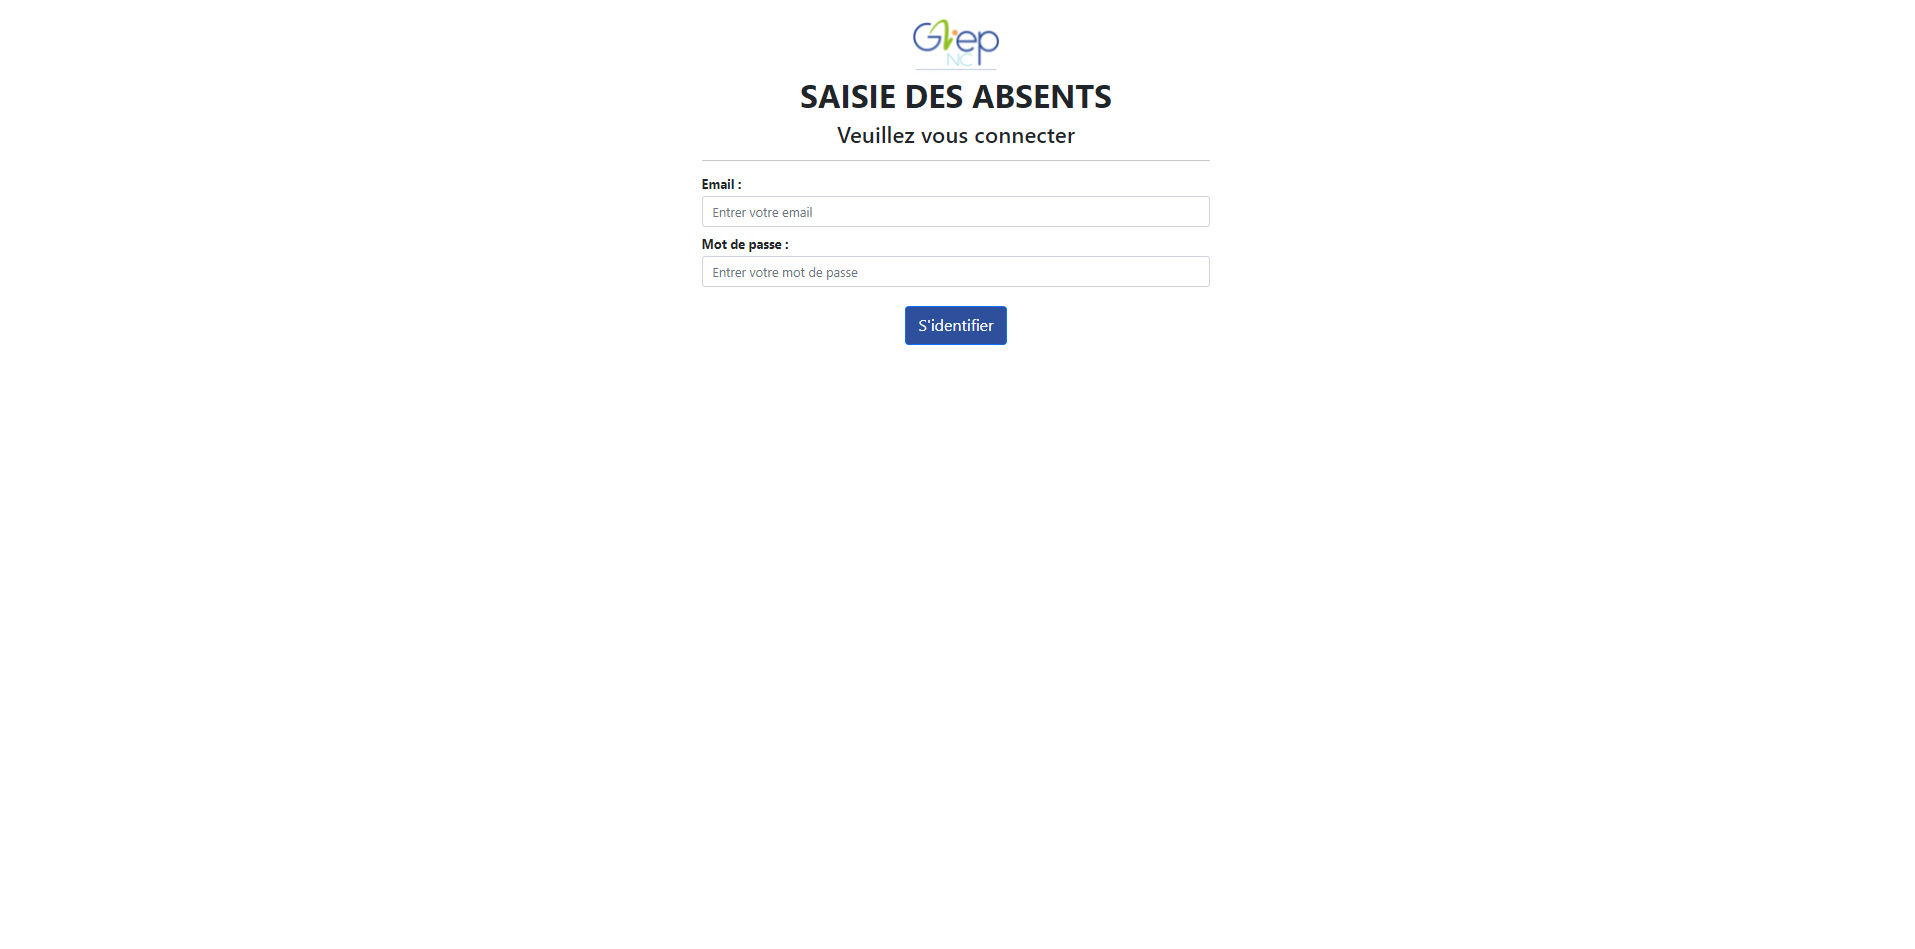 NC
SAISIE DES ABSENTS
Veuillez vous connecter
Email :
Entrer votre email
Mot de passe :
Entrer votre mot de passe
S'identifier